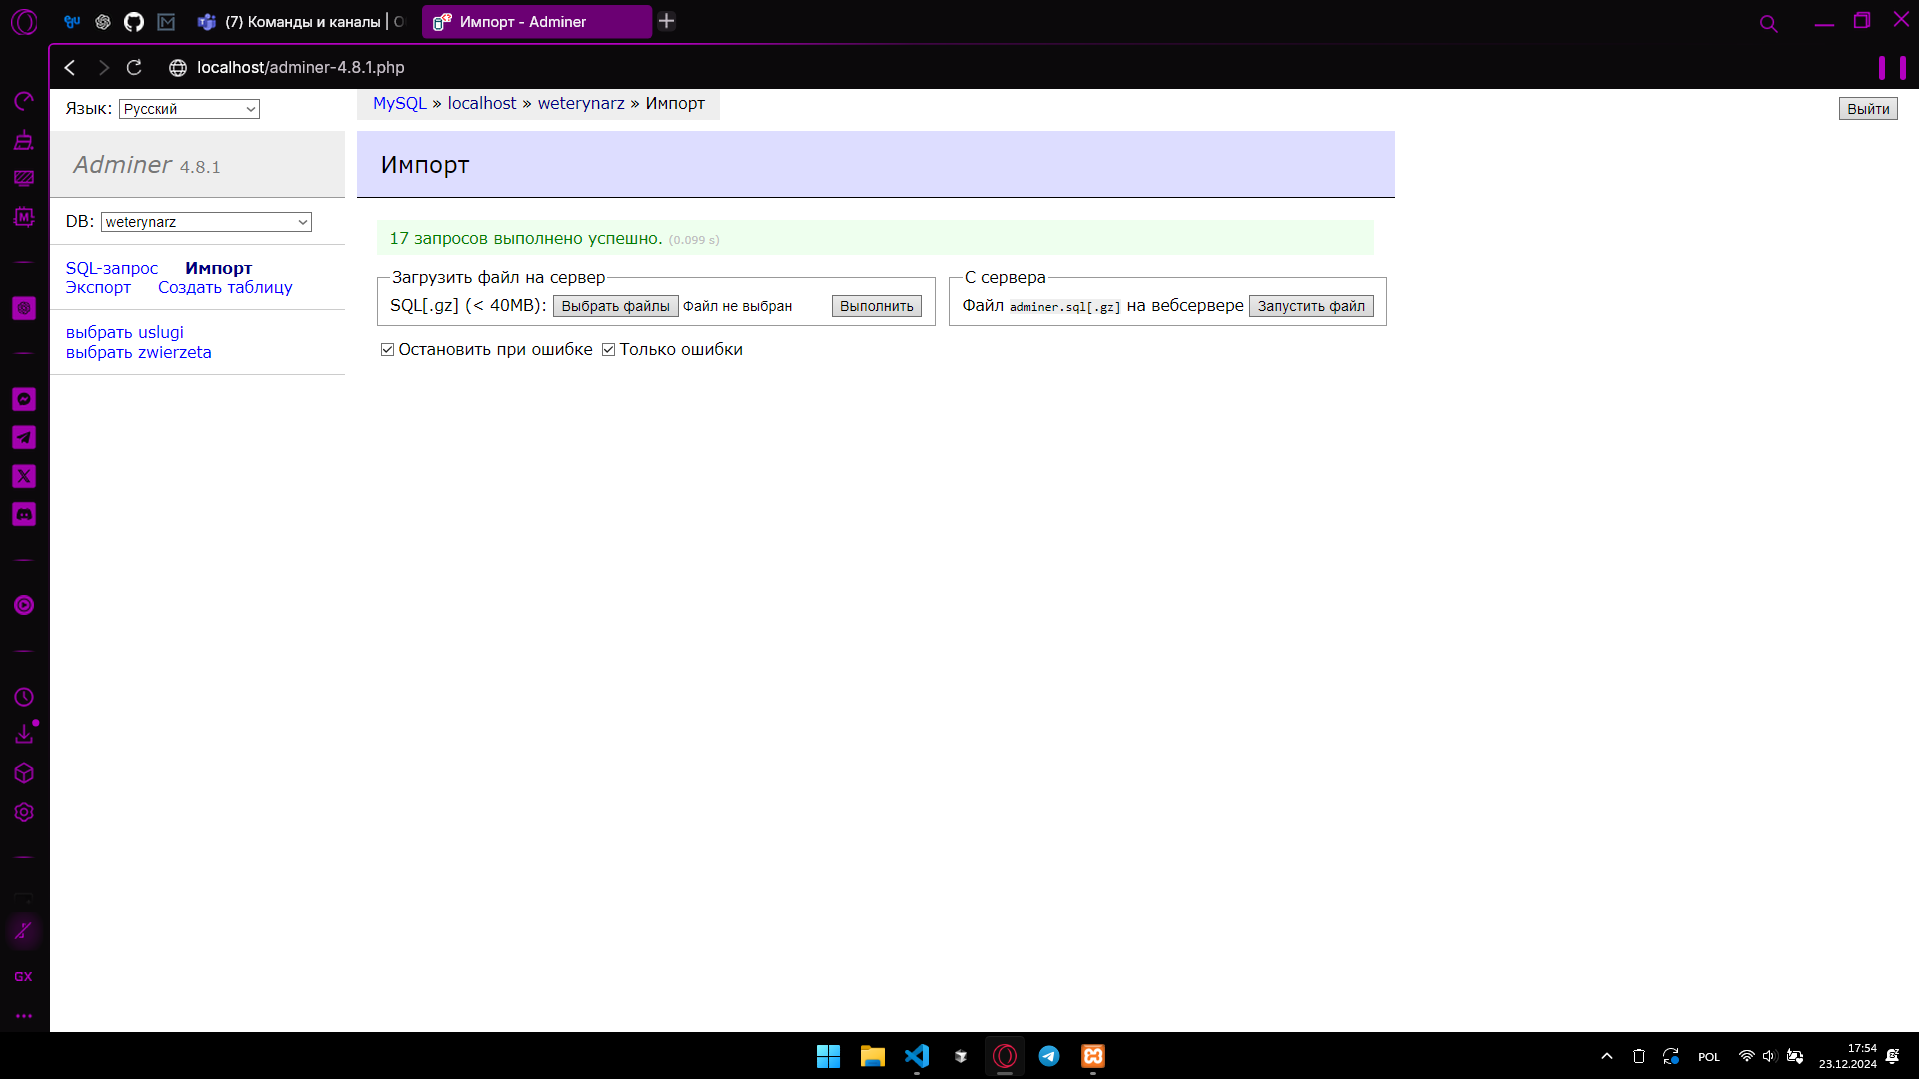 (7) Команды и каналы | О
Импорт - Adminer
localhost/adminer-4.8.1.php
Язык: Русский
MySQL » localhost » weterynarz » Импорт
Выйти
Adminer 4.8.1
Импорт
DB: weterynarz
17 запросов выполнено успешно. (0.099 s)
SQL-запрос Импорт
Экспорт Создать таблицу
Загрузить файл на сервер
SQL[.gz] (< 40MB): Выбрать файлы Файл не выбран Выполнить
С сервера
Файл adminer.sql[.gz] на вебсервере Запустить файл
выбрать uslugi
выбрать zwierzeta
Остановить при ошибке Только ошибки
GX
POL
17:54
23.12.2024